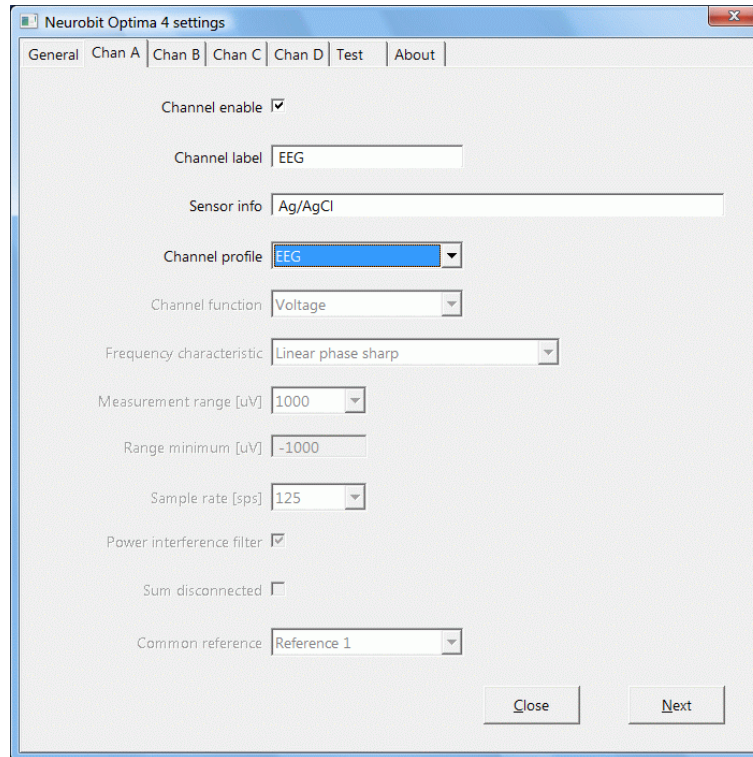 Neurobit Optima 4 settings
General Chan A Chan B Chan C Chan D Test About
Channel enable
Channel label EEG
Sensor info Ag/AgCl
Channel profile EEG
Channel function Voltage
Frequency characteristic Linear phase sharp
Measurement range [uV] 1000
Range minimum [uV] -1000
Sample rate [sps] 125
Power interference filter
Sum disconnected
Common reference Reference 1
Close Next